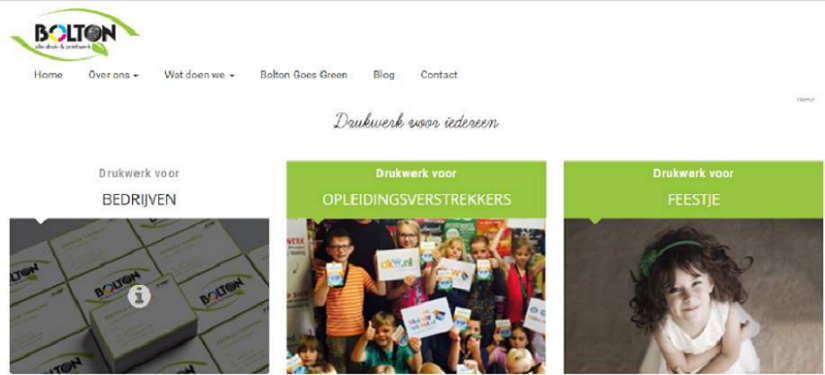 BOLTON
alle druk- & printwerk
Home Over ons Wat doen we Bolton Goes Green Blog Contact
Home
Drukwerk voor iedereen
Drukwerk voor
BEDRIJVEN
Drukwerk voor
OPLEIDINGSVERSTREKKERS
Drukwerk voor
FEESTJE
BOLTON
BOLTON
BOLTON
BOLTON
i